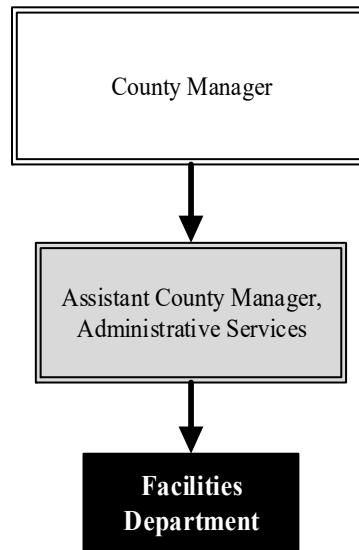 County Manager
Assistant County Manager,
Administrative Services
Facilities
Department